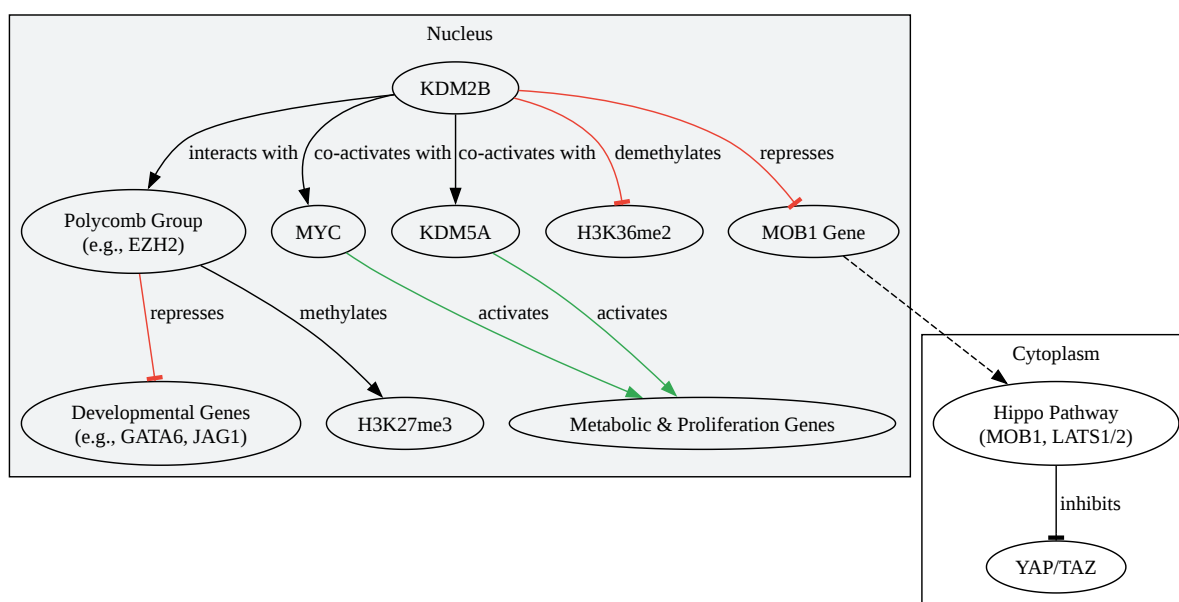 Nucleus
KDM2B
interacts with
co-activates with
co-activates with
demethylates
represses
Polycomb Group
(e.g., EZH2)
MYC
KDM5A
H3K36me2
MOB1 Gene
represses
methylates
activates
activates
Developmental Genes
(e.g., GATA6, JAG1)
H3K27me3
Metabolic & Proliferation Genes
Cytoplasm
Hippo Pathway
(MOB1, LATS1/2)
inhibits
YAP/TAZ